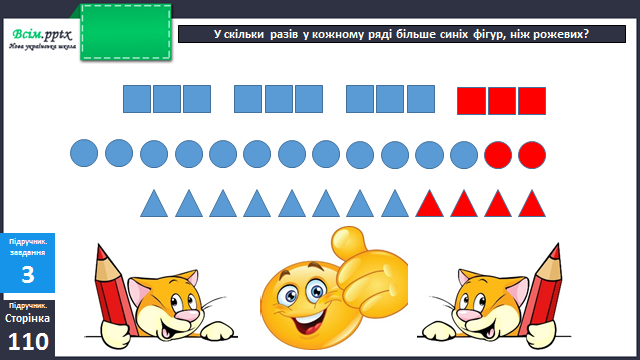 Всім.pptx
Нова українська школа
У скільки разів у кожному ряді більше синіх фігур, ніж рожевих?
Підручник.
завдання
3
Підручник.
Сторінка
110